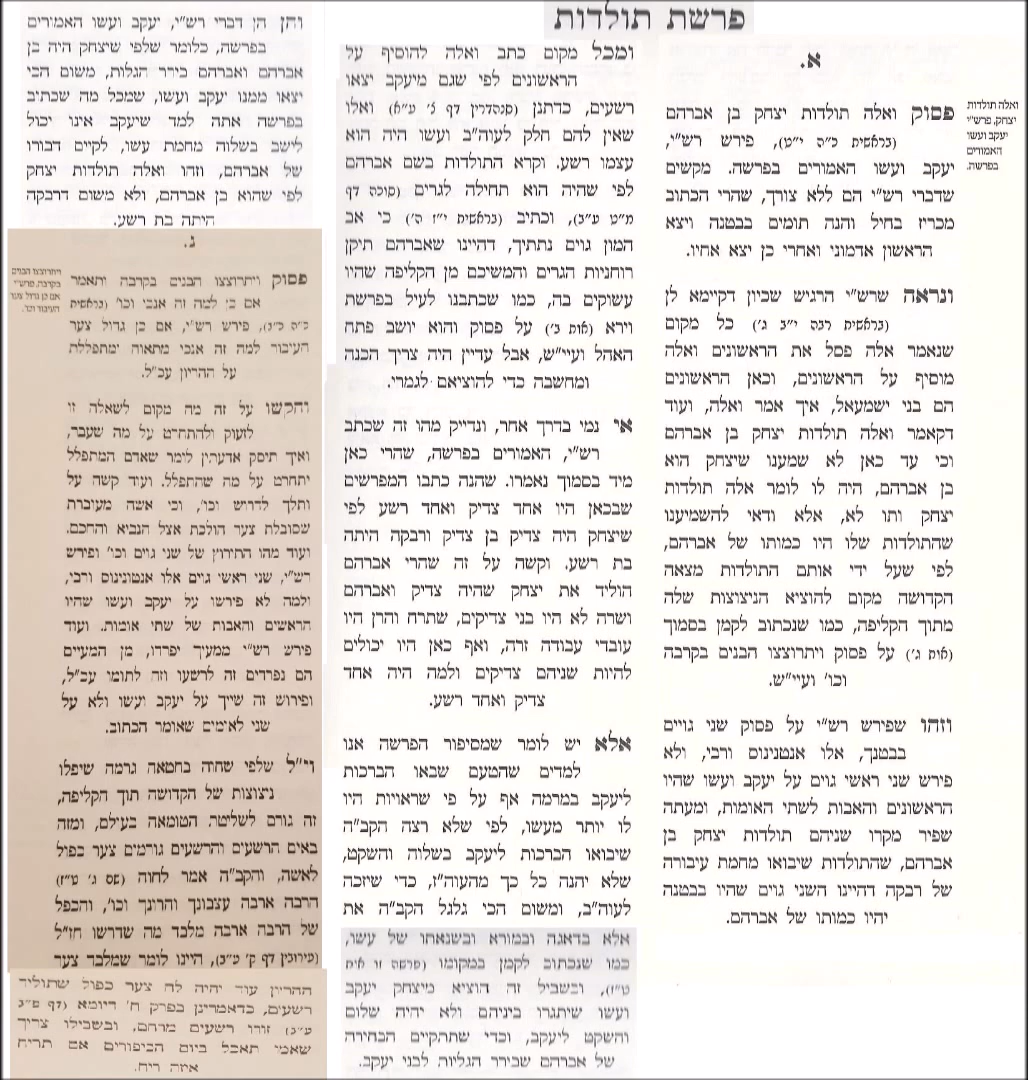 פרשת תולדות
א.
ואלה תולדות
יצחק, פרש"י
יעקב ועשו
האמורים
בפרשה.
פסוק ואלה תולדות יצחק בן אברהם
(בראשית כ"ה י"ט), פירש רש"י,
יעקב ועשו האמורים בפרשה. מקשים
שדברי רש"י הם ללא צורך, שהרי הכתוב
מכריז בחיל והנה תומים בבטנה ויצא
הראשון אדמוני ואחרי כן יצא אחיו.
ונראה שרש"י הרגיש שכיון דקיימא לן
(בראשית רבה י"ב ג') כל מקום
שנאמר אלה פסל את הראשונים ואלה
מוסיף על הראשונים, וכאן הראשונים
הם בני ישמעאל, איך אמר ואלה, ועוד
דקאמר ואלה תולדות יצחק בן אברהם
וכי עד כאן לא שמענו שיצחק הוא
בן אברהם, היה לו לומר אלה תולדות
יצחק ותו לא, אלא ודאי להשמיענו
שהתולדות שלו היו כמותו של אברהם,
לפי שעל ידי אותם התולדות מצאה
הקדושה מקום להוציא הניצוצות שלה
מתוך הקליפה, כמו שנכתוב לקמן בסמוך
(אות ג') על פסוק ויתרוצצו הבנים בקרבה
וכו' ועיי"ש.
וזהו שפירש רש"י על פסוק שני גויים
בבטנך, אלו אנטנינוס ורבי, ולא
פירש שני ראשי גוים על יעקב ועשו שהיו
הראשונים והאבות לשתי האומות, ומעתה
שפיר מקרו שניהם תולדות יצחק בן
אברהם, שהתולדות שיבואו מחמת עיבורה
של רבקה דהיינו השני גוים שהיו בבטנה
יהיו כמותו של אברהם.
ומכל מקום כתב ואלה להוסיף על
הראשונים לפי שגם מיעקב יצאו
רשעים, כדתנן (סנהדרין דף צ' ע"א) ואלו
שאין להם חלק לעוה"ב ועשו היה הוא
עצמו רשע. וקרא התולדות בשם אברהם
לפי שהיה הוא תחילה לגרים (סוכה דף
מ"ט ע"ב), וכתיב (בראשית י"ז ה') כי אב
המון גוים נתתיך, דהיינו שאברהם תיקן
רוחניות הגרים והמשיכם מן הקליפה שהיו
עשוקים בה, כמו שכתבנו לעיל בפרשת
וירא (אות ב') על פסוק והוא יושב פתח
האהל ועיי"ש, אבל עדיין היה צריך הכנה
ומחשבה כדי להוציאם לגמרי.
אי נמי בדרך אחר, ונדייק מהו זה שכתב
רש"י, האמורים בפרשה, שהרי כאן
מיד בסמוך נאמרו. שהנה כתבו המפרשים
שבכאן היו אחד צדיק ואחד רשע לפי
שיצחק היה צדיק בן צדיק ורבקה היתה
בת רשע. וקשה על זה שהרי אברהם
הוליד את יצחק שהיה צדיק ואברהם
ושרה לא היו בני צדיקים, שתרח והרן היו
עובדי עבודה זרה, ואף כאן היו יכולים
להיות שניהם צדיקים ולמה היה אחד
צדיק ואחד רשע.
אלא יש לומר שמסיפור הפרשה אנו
למדים שהטעם שבאו הברכות
ליעקב במרמה אף על פי שראויות היו
לו יותר מעשו, לפי שלא רצה הקב"ה
שיבואו הברכות ליעקב בשלוה והשקט,
שלא יהנה כל כך מהעוה"ז, כדי שיזכה
לעוה"ב, ומשום הכי גלגל הקב"ה את
אלא בדאגה ובמורא ובשנאתו של עשו,
כמו שנכתוב לקמן במקומו (פרשה זו אות
ט"ז), ובשביל זה הוציא מיצחק יעקב
ועשו שיתגרו ביניהם ולא יהיה שלום
והשקט ליעקב, וכדי שתתקיים הבחירה
של אברהם שבירר הגליות לבני יעקב.
והן הן דברי רש"י, יעקב ועשו האמורים
בפרשה, כלומר שלפי שיצחק היה בן
אברהם ואברהם בירר הגלות, משום הכי
יצאו ממנו יעקב ועשו, שמכל מה שכתיב
בפרשה אתה למד שיעקב אינו יכול
לישב בשלוה מחמת עשו, לקיים דבורו
של אברהם, וזהו ואלה תולדות יצחק
לפי שהוא בן אברהם, ולא משום דרבקה
היתה בת רשע.
ג.
ויתרוצצו הבנים
בקרבה, פרש"י
אם כן גדול צער
העיבור וכו'.
פסוק ויתרוצצו הבנים בקרבה ותאמר
אם כן למה זה אנכי וכו' (בראשית
כ"ה כ"ב), פירש רש"י, אם כן גדול צער
העיבור למה זה אנכי מתאוה ומתפללת
על ההריון עכ"ל.
והקשו על זה מה מקום לשאלה זו
לזעוק ולהתחרט על מה שעבר,
ואיך תיסק אדעתין לומר שאדם המתפלל
יתחרט על מה שהתפלל. ועוד קשה על
ותלך לדרוש וכו', וכי אשה מעוברת
שסובלת צער הולכת אצל הנביא והחכם.
ועוד מהו התירוץ של שני גוים וכו' ופירש
רש"י, שני ראשי גוים אלו אנטונינוס ורבי,
ולמה לא פירשו על יעקב ועשו שהיו
הראשים והאבות של שתי אומות. ועוד
פירש רש"י ממעיך יפרדו, מן המעיים
הם נפרדים זה לרשעו וזה לתומו עכ"ל,
ופירוש זה שייך על יעקב ועשו ולא על
שני לאומים שאומר הכתוב.
וי"ל שלפי שחוה בחטאה גרמה שיפלו
ניצוצות של הקדושה תוך הקליפה,
זה גורם לשליטת הטומאה בעולם, ומזה
באים הרשעים והרשעים גורמים צער כפול
לאשה, והקב"ה אמר לחוה (שם ג' ט"ז)
הרבה ארבה עצבונך והרונך וכו', והכפל
של הרבה ארבה מלבד מה שדרשו חז"ל
(עירובין דף ק' ע"ב), היינו לומר שמלבד צער
ההריון עוד יהיה לה צער כפול שתוליד
רשעים, כדאמרינן בפרק ח' דיומא (דף פ"ב
ע"ב) זורו רשעים מרחם, ובשבילו צריך
שאמי תאכל ביום הכיפורים אם תריח
איזה ריח.